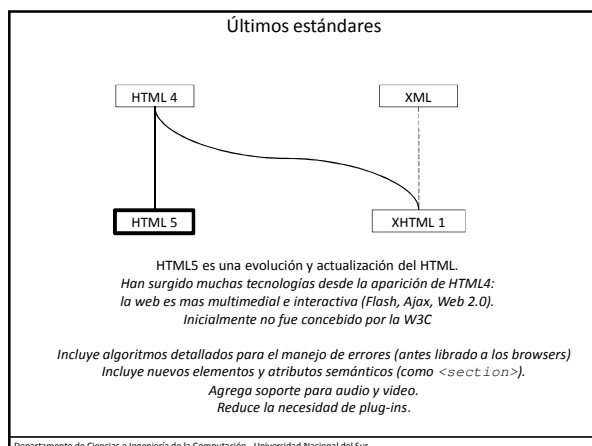 Últimos estándares
HTML 4
XML
HTML 5
XHTML 1
HTML5 es una evolución y actualización del HTML.
Han surgido muchas tecnologías desde la aparición de HTML4:
la web es mas multimedial e interactiva (Flash, Ajax, Web 2.0).
Inicialmente no fue concebido por la W3C
Incluye algoritmos detallados para el manejo de errores (antes librado a los browsers)
Incluye nuevos elementos y atributos semánticos (como <section>).
Agrega soporte para audio y video.
Reduce la necesidad de plug-ins.
Departamento de Ciencias e Ingeniería de la Computación - Universidad Nacional del Sur